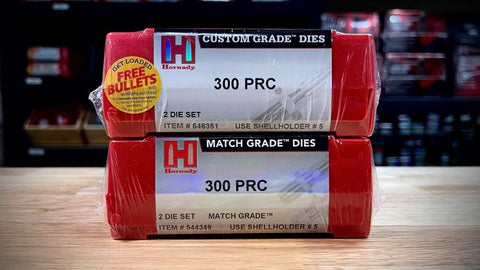 CUSTOM GRADE™ DIES
H
Hornady
GET LOADED
FREE
BULLETS
300 PRC
2 DIE SET
ITEM # 546351 USE SHELLHOLDER # 5
MATCH GRADE™ DIES
H
Hornady
300 PRC
2 DIE SET MATCH GRADE™
ITEM # 544349 USE SHELLHOLDER # 5